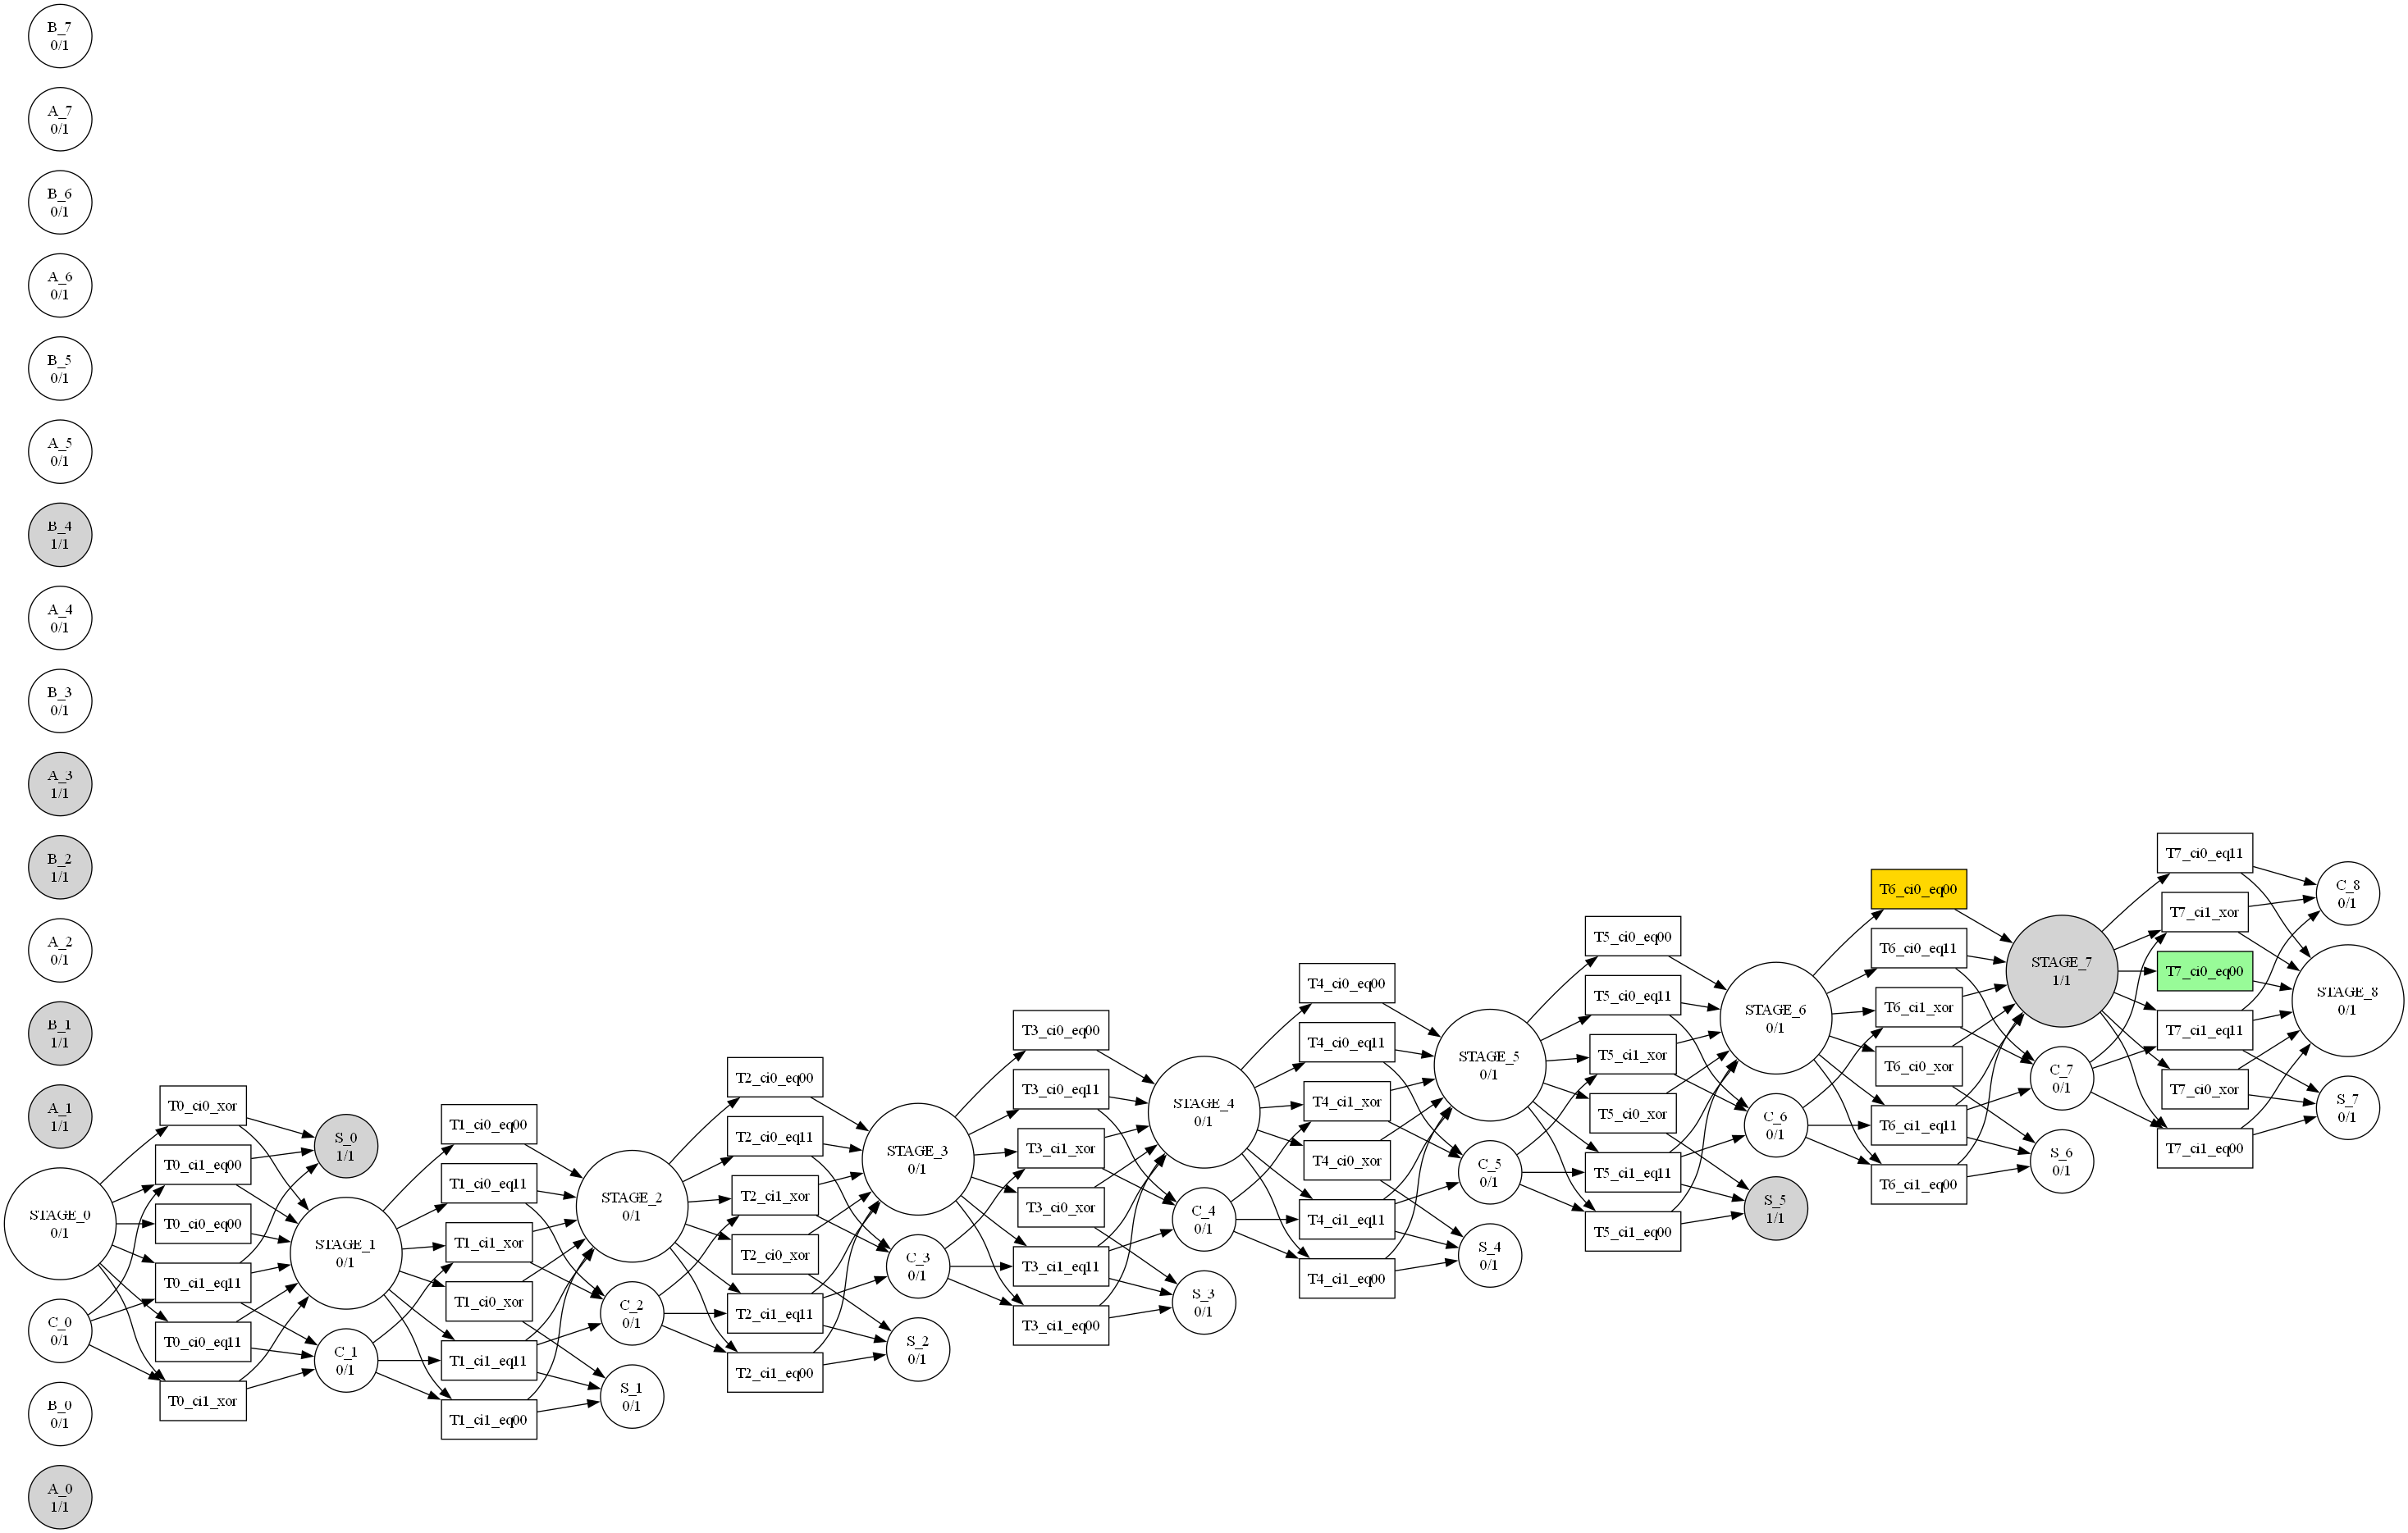 B_7
0/1
A_7
0/1
B_6
0/1
A_6
0/1
B_5
0/1
A_5
0/1
B_4
1/1
A_4
0/1
B_3
0/1
A_3
1/1
B_2
1/1
A_2
0/1
B_1
1/1
A_1
1/1
STAGE_0
0/1
C_0
0/1
B_0
0/1
A_0
1/1
T0_ci0_xor
T0_ci1_eq00
T0_ci0_eq00
T0_ci1_eq11
T0_ci0_eq11
T0_ci1_xor
S_0
1/1
STAGE_1
0/1
C_1
0/1
T1_ci0_eq00
T1_ci0_eq11
T1_ci1_xor
T1_ci0_xor
T1_ci1_eq11
T1_ci1_eq00
STAGE_2
0/1
C_2
0/1
S_1
0/1
T2_ci0_eq00
T2_ci0_eq11
T2_ci1_xor
T2_ci0_xor
T2_ci1_eq11
T2_ci1_eq00
STAGE_3
0/1
C_3
0/1
S_2
0/1
T3_ci0_eq00
T3_ci0_eq11
T3_ci1_xor
T3_ci0_xor
T3_ci1_eq11
T3_ci1_eq00
STAGE_4
0/1
C_4
0/1
S_3
0/1
T4_ci0_eq00
T4_ci0_eq11
T4_ci1_xor
T4_ci0_xor
T4_ci1_eq11
T4_ci1_eq00
STAGE_5
0/1
C_5
0/1
S_4
0/1
T5_ci0_eq00
T5_ci0_eq11
T5_ci1_xor
T5_ci0_xor
T5_ci1_eq11
T5_ci1_eq00
STAGE_6
0/1
C_6
0/1
S_5
1/1
T6_ci0_eq00
T6_ci0_eq11
T6_ci1_xor
T6_ci0_xor
T6_ci1_eq11
T6_ci1_eq00
STAGE_7
1/1
C_7
0/1
S_6
0/1
T7_ci0_eq11
T7_ci1_xor
T7_ci0_eq00
T7_ci1_eq11
T7_ci0_xor
T7_ci1_eq00
C_8
0/1
STAGE_8
0/1
S_7
0/1